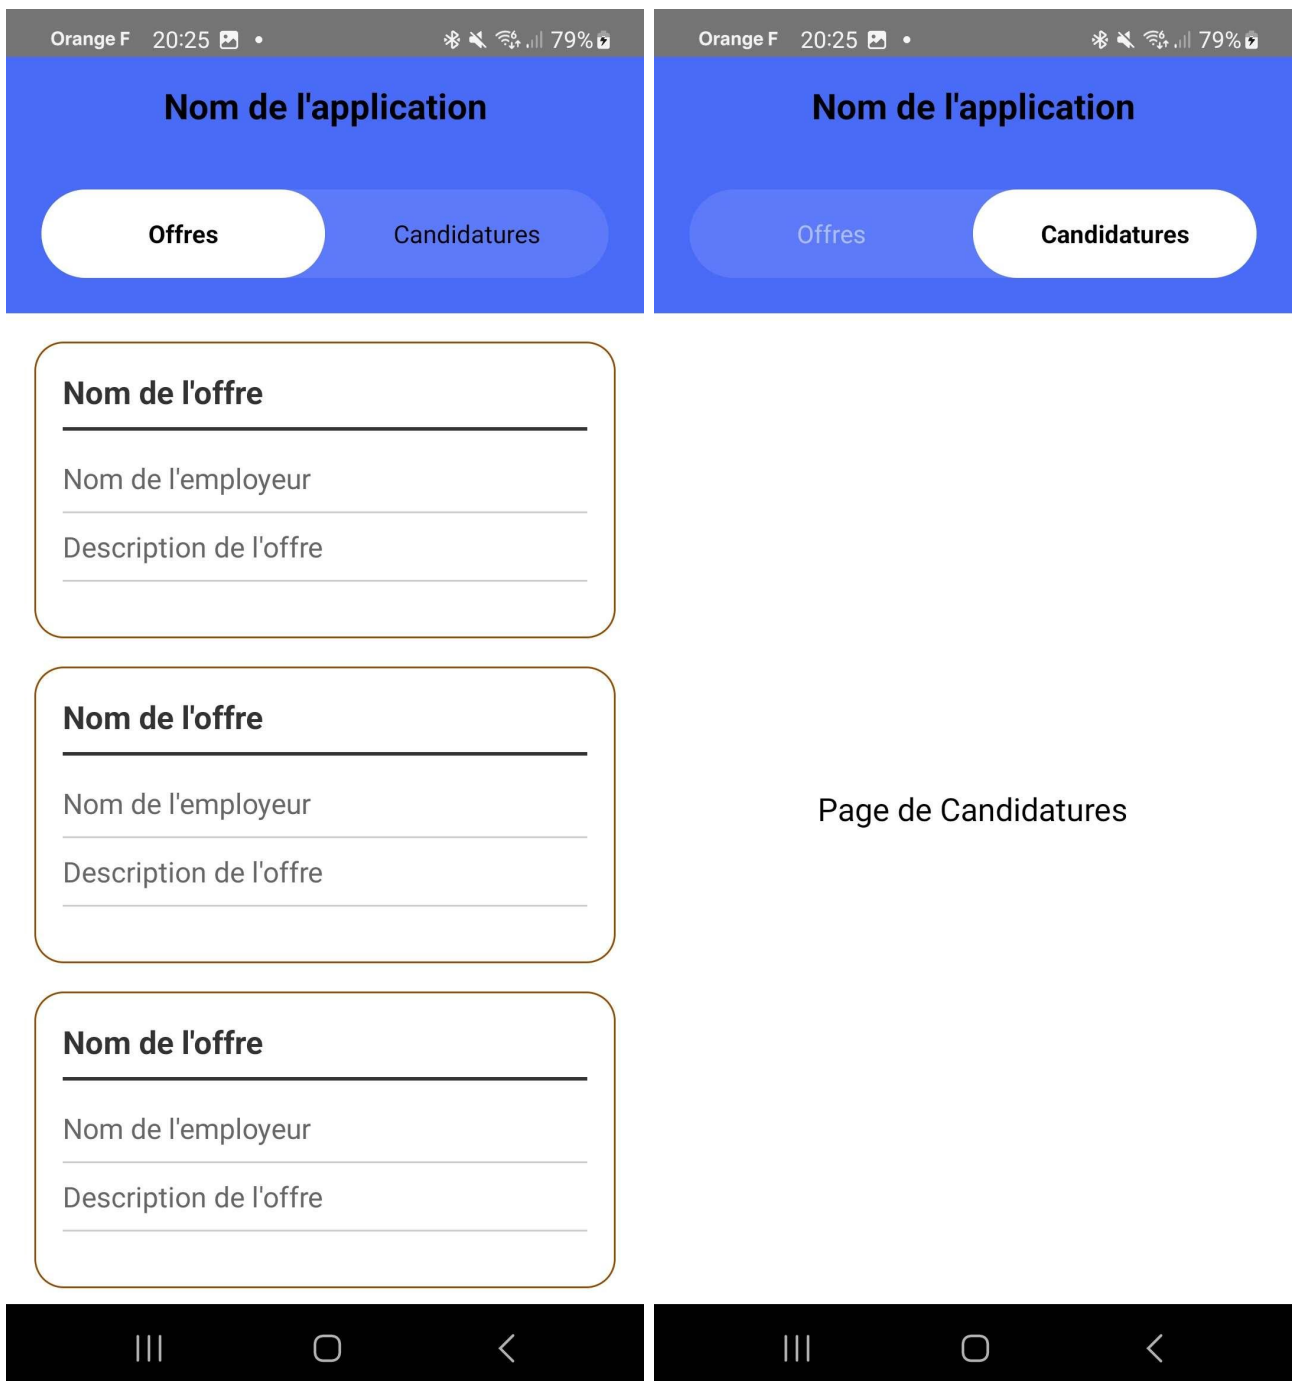 Orange F 20:25 79%
Nom de l'application
Offres Candidatures
Nom de l'offre
Nom de l'employeur
Description de l'offre
Nom de l'offre
Nom de l'employeur
Description de l'offre
Nom de l'offre
Nom de l'employeur
Description de l'offre
Orange F 20:25 79%
Nom de l'application
Offres Candidatures
Page de Candidatures